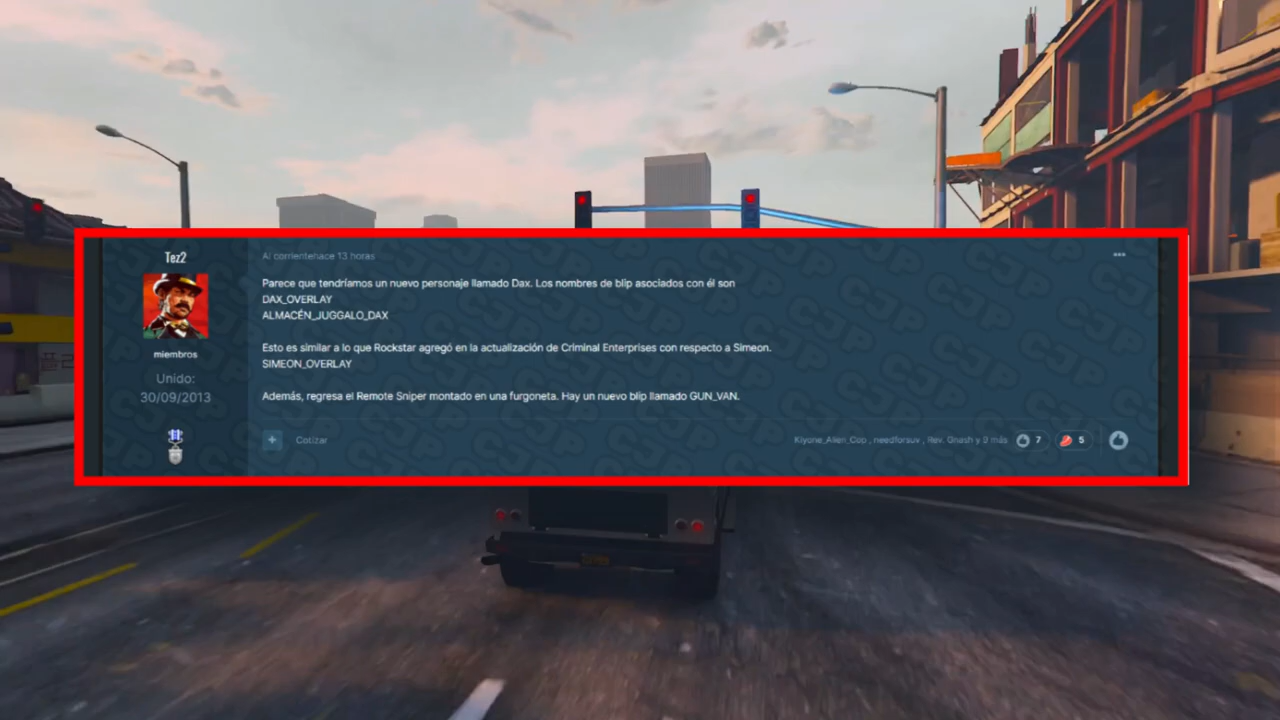 Tez2
miembros
Unido:
30/09/2013
Al corrientehace 13 horas
Parece que tendríamos un nuevo personaje llamado Dax. Los nombres de blip asociados con él son
DAX_OVERLAY
ALMACÉN_JUGGALO_DAX
Esto es similar a lo que Rockstar agregó en la actualización de Criminal Enterprises con respecto a Simeon.
SIMEON_OVERLAY
Además, regresa el Remote Sniper montado en una furgoneta. Hay un nuevo blip llamado GUN_VAN.
+ Cotizar
Kiyone_Alien_Cop , needforsuv , Rev. Gnash y 9 más 7 5
CJP